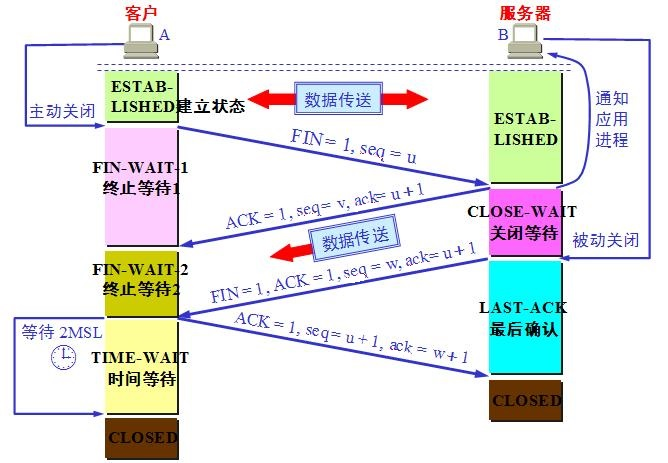 客户
服务器
A
B
ESTAB-
LISHED建立状态
数据传送
ESTAB-
LISHED
通知
应用
进程
主动关闭
FIN = 1, seq = u
FIN-WAIT-1
终止等待1
ACK = 1, seq= v, ack= u + 1
CLOSE-WAIT
关闭等待
数据传送
被动关闭
FIN-WAIT-2
终止等待2
FIN = 1, ACK = 1, seq = w, ack= u + 1
LAST-ACK
最后确认
ACK = 1, seq= u + 1, ack = w + 1
等待 2MSL
TIME-WAIT
时间等待
CLOSED
CLOSED